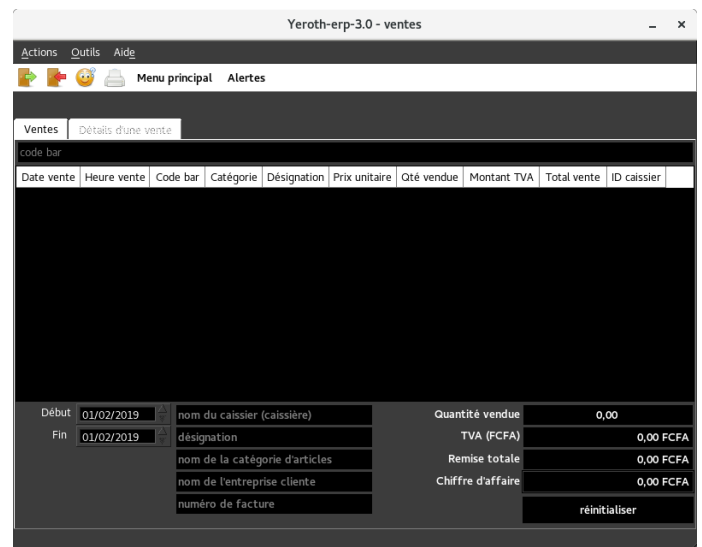 Yeroth-erp-3.0 - ventes
Actions Outils Aide
Menu principal Alertes
Ventes Détails d'une vente
code bar
Date vente Heure vente Code bar Catégorie Désignation Prix unitaire Qté vendue Montant TVA Total vente ID caissier
Début 01/02/2019 nom du caissier (caissière) Quantité vendue 0,00
Fin 01/02/2019 désignation TVA (FCFA) 0,00 FCFA
nom de la catégorie d'articles Remise totale 0,00 FCFA
nom de l'entreprise cliente Chiffre d'affaire 0,00 FCFA
numéro de facture réinitialiser